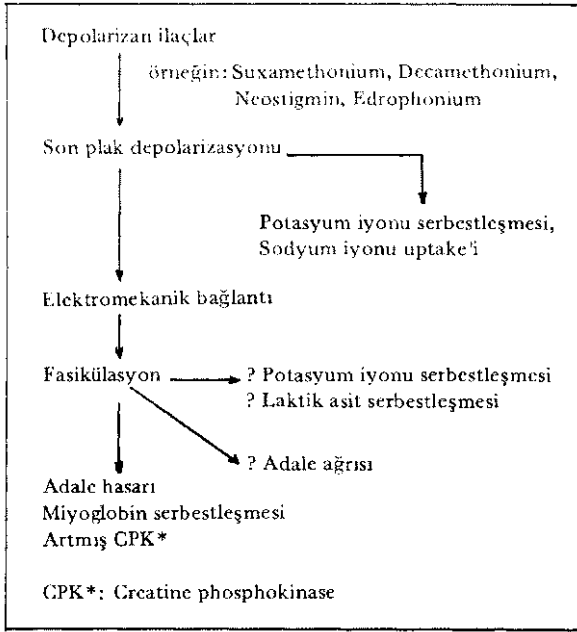 Depolarizan ilaçlar
örneğin: Suxamethonium, Decamethonium,
Neostigmin, Edrophonium
Son plak depolarizasyonu
Potasyum iyonu serbestleşmesi,
Sodyum iyonu uptake'i
Elektromekanik bağlantı
Fasikülasyon
? Potasyum iyonu serbestleşmesi
? Laktik asit serbestleşmesi
? Adale ağrısı
Adale hasarı
Miyoglobin serbestleşmesi
Artmış CPK*
CPK*: Creatine phosphokinase